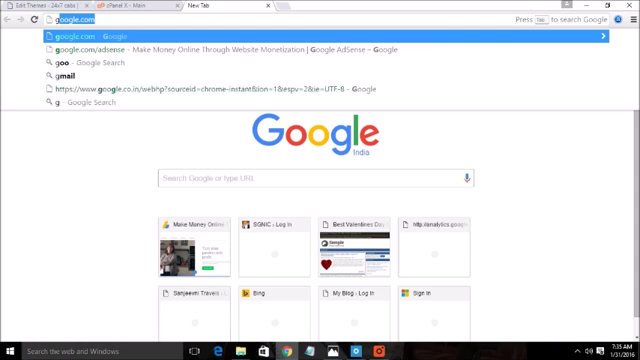 Edit Themes - 24x7 cabs |
cPanel X - Main
New Tab
google.com
Press Tab to search Google
google.com - Google
google.com/adsense - Make Money Online Through Website Monetization | Google AdSense – Google
goo - Google Search
gmail
https://www.google.co.in/webhp?sourceid=chrome-instant&ion=1&espv=2&ie=UTF-8 - Google
g - Google Search
Google
India
Search Google or type URL
Make Money Online T
SGNIC › Log In
Best Valentines Day
http://analytics.google
Sample
Sanjeevni Travels ‹ L
Bing
My Blog ‹ Log In
Sign In
Search the web and Windows
7:35 AM
1/31/2016